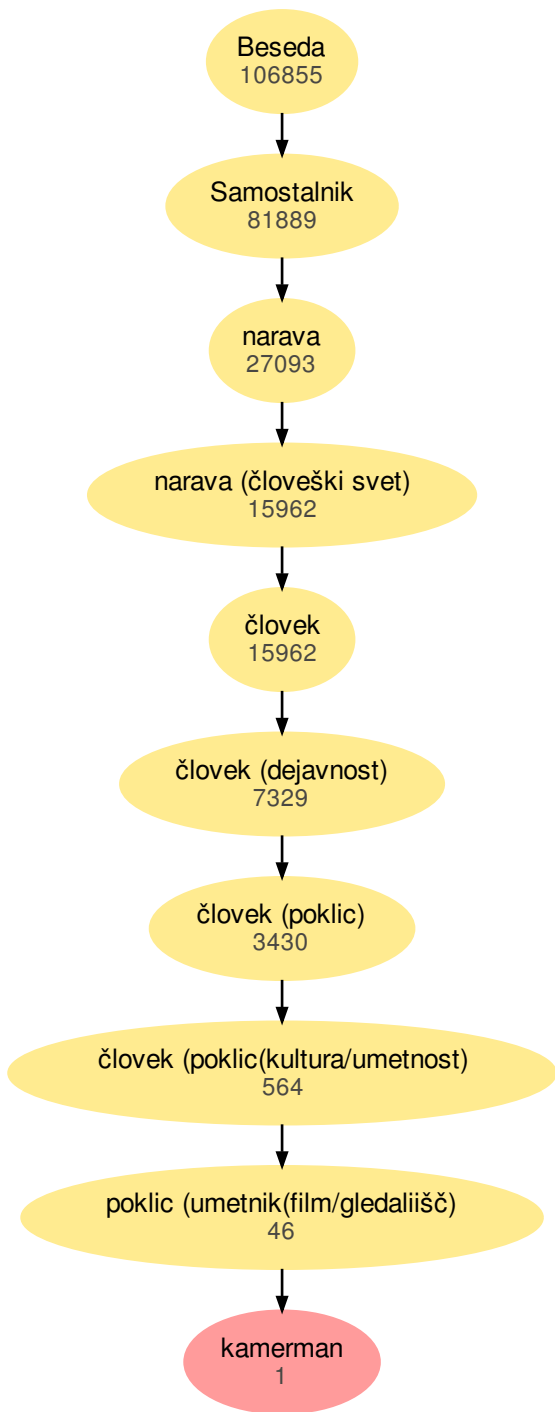 Beseda
106855
Samostalnik
81889
narava
27093
narava (človeški svet)
15962
človek
15962
človek (dejavnost)
7329
človek (poklic)
3430
človek (poklic(kultura/umetnost)
564
poklic (umetnik(film/gledaliišč)
46
kamerman
1